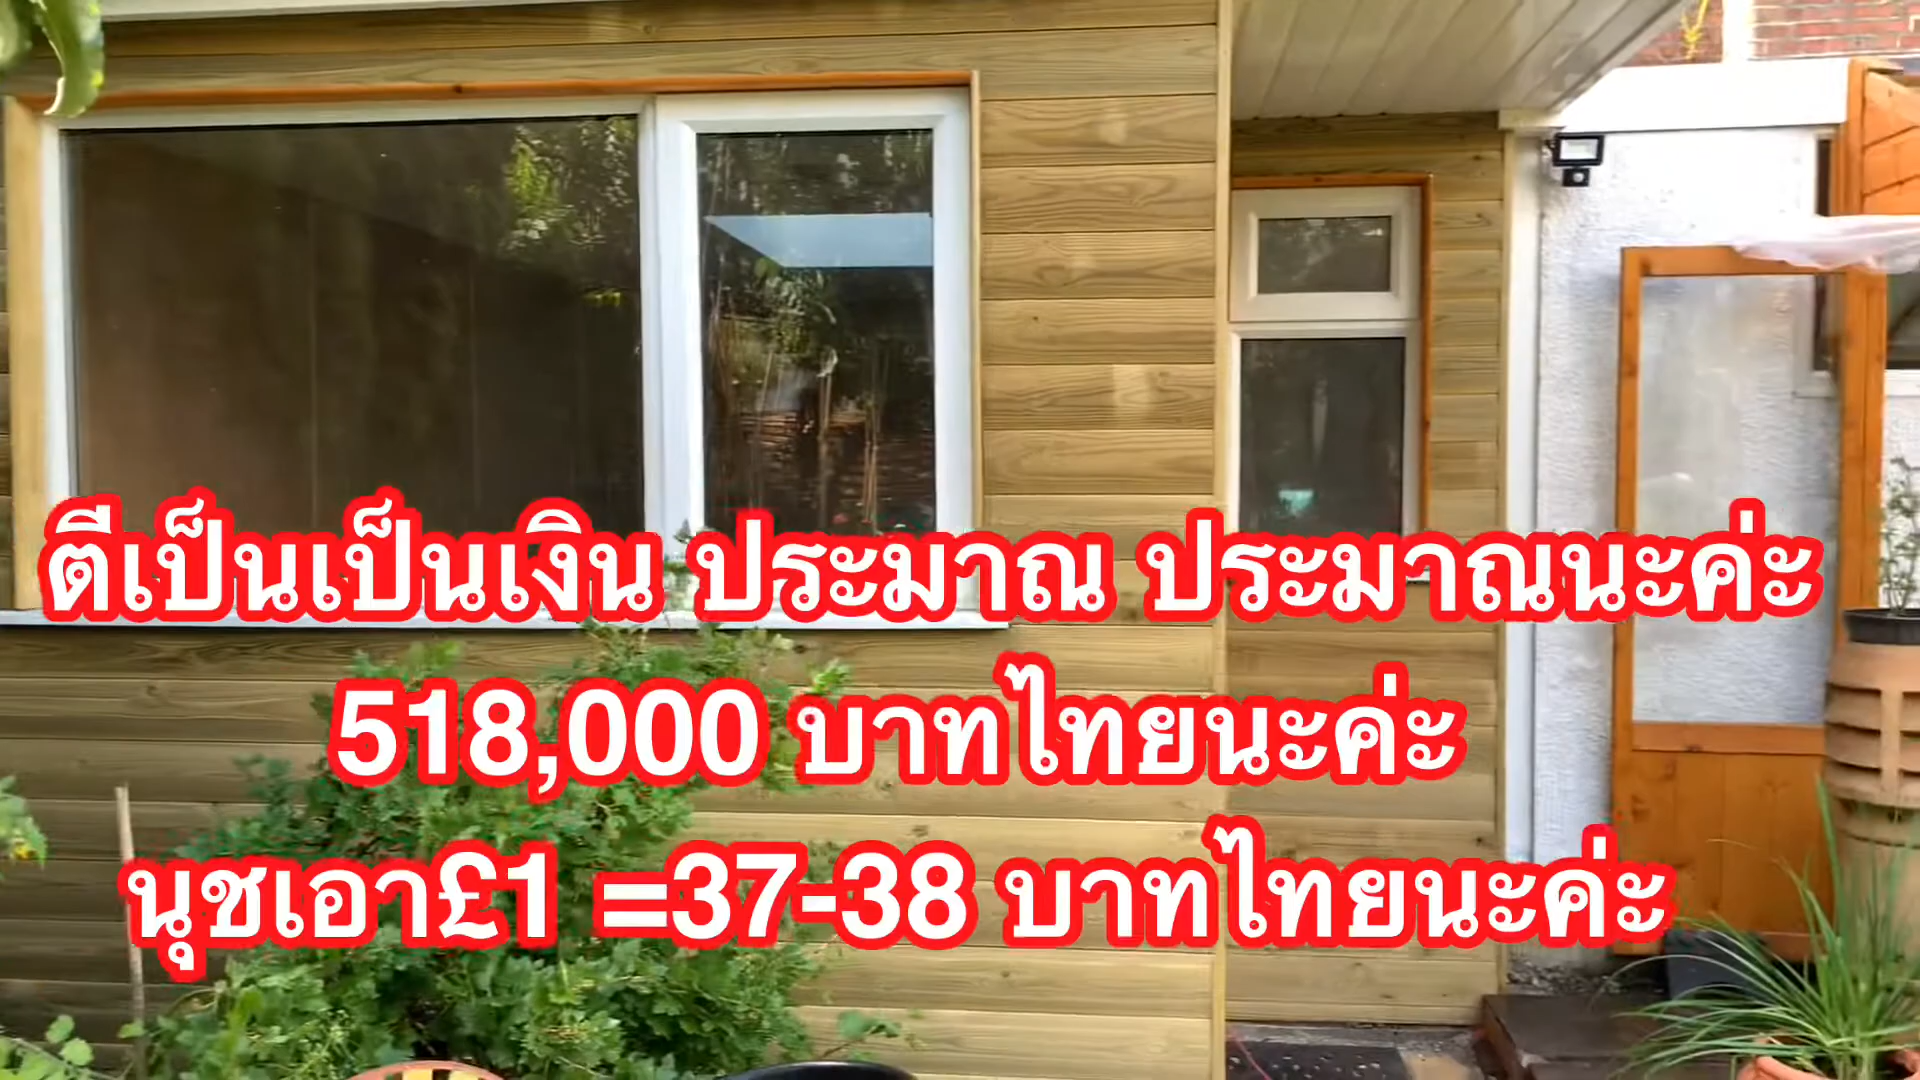 ตีเป็นเป็นเงิน ประมาณ ประมาณนะค่ะ
518,000 บาทไทยนะค่ะ
นุชเอา£1 =37-38 บาทไทยนะค่ะ